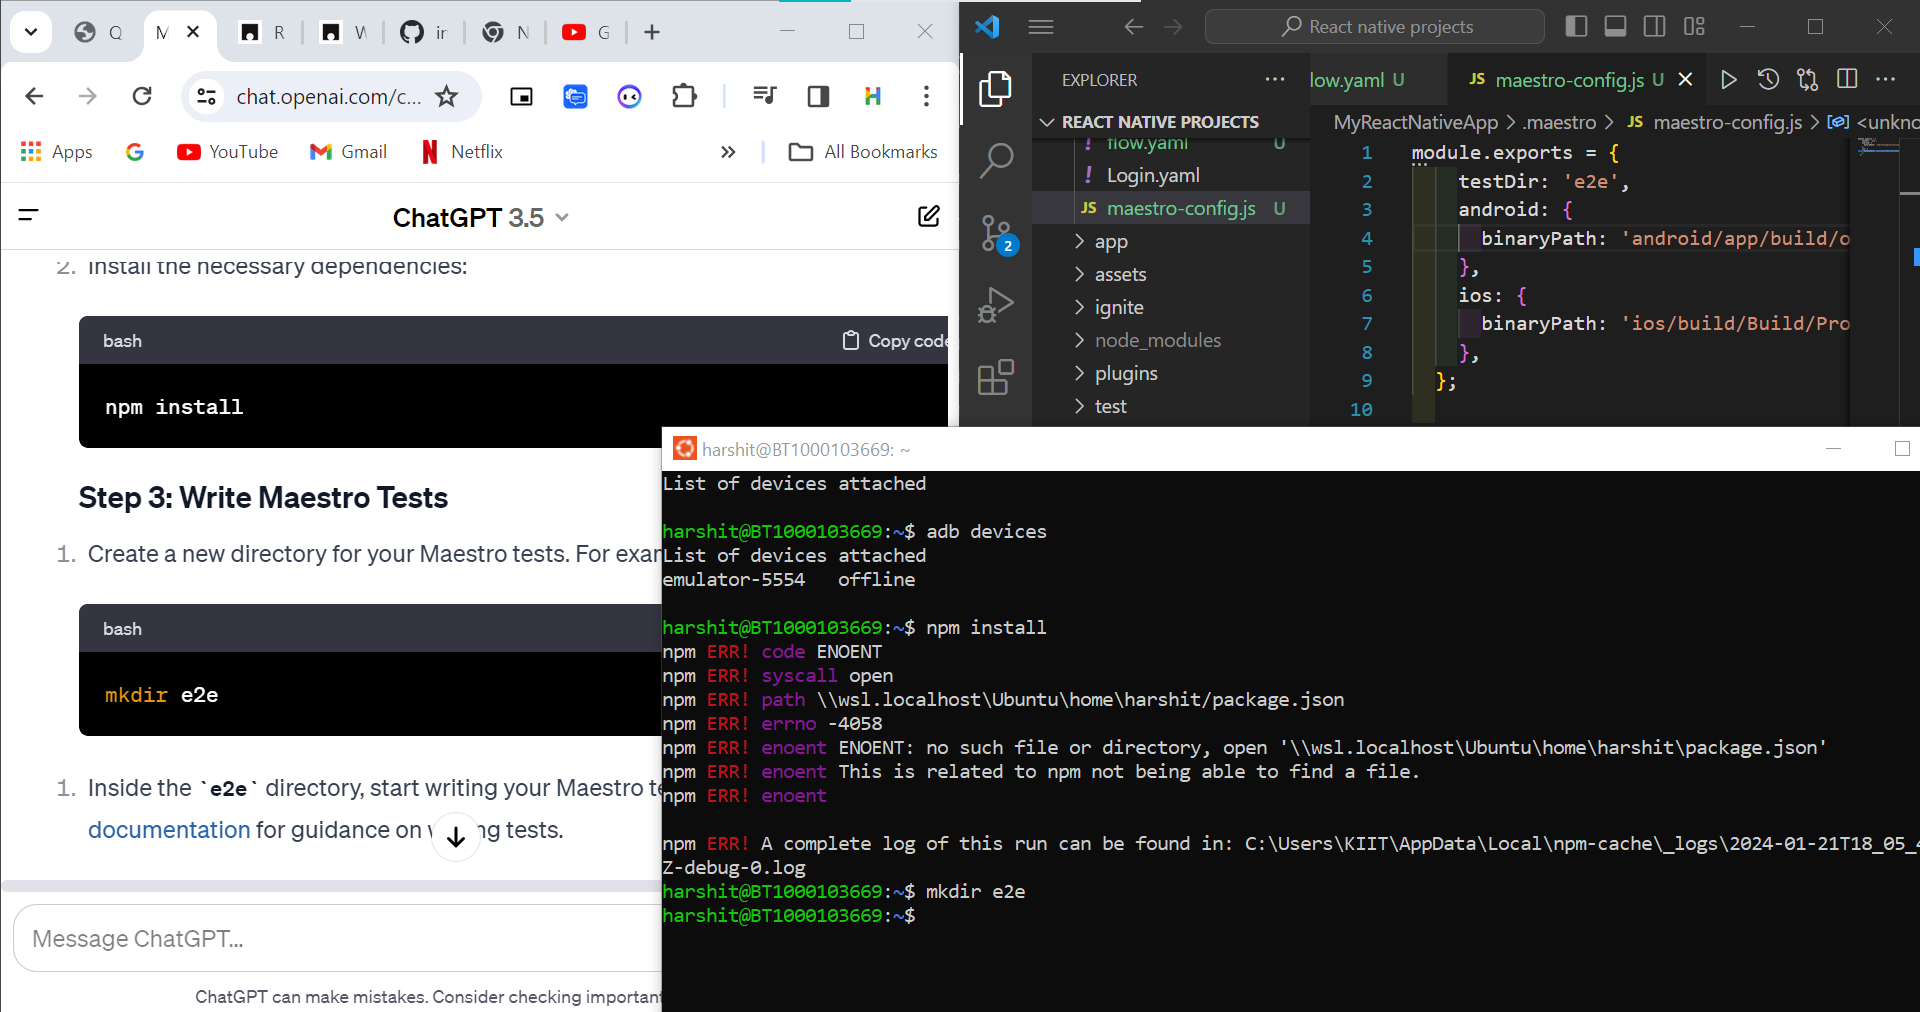 Q
M
R
W
in
N
G
chat.openai.com/c...
Apps
YouTube
Gmail
Netflix
All Bookmarks
ChatGPT 3.5
2. Install the necessary dependencies:
bash
Copy code
npm install
Step 3: Write Maestro Tests
1. Create a new directory for your Maestro tests. For exam
bash
mkdir e2e
1. Inside the `e2e` directory, start writing your Maestro te
documentation for guidance on ng tests.
Message ChatGPT...
ChatGPT can make mistakes. Consider checking important
React native projects
EXPLORER
REACT NATIVE PROJECTS
! flow.yaml U
! Login.yaml
JS maestro-config.js U
app
assets
ignite
node_modules
plugins
test
2
low.yaml U
JS maestro-config.js U
MyReactNativeApp > .maestro > JS maestro-config.js > <unkno
1 module.exports = {
2 testDir: 'e2e',
3 android: {
4 binaryPath: 'android/app/build/o
5 },
6 ios: {
7 binaryPath: 'ios/build/Build/Pro
8 },
9 };
10
harshit@BT1000103669: ~
List of devices attached
harshit@BT1000103669:~$ adb devices
List of devices attached
emulator-5554 offline
harshit@BT1000103669:~$ npm install
npm ERR! code ENOENT
npm ERR! syscall open
npm ERR! path \\wsl.localhost\Ubuntu\home\harshit/package.json
npm ERR! errno -4058
npm ERR! enoent ENOENT: no such file or directory, open '\\wsl.localhost\Ubuntu\home\harshit\package.json'
npm ERR! enoent This is related to npm not being able to find a file.
npm ERR! enoent
npm ERR! A complete log of this run can be found in: C:\Users\KIIT\AppData\Local\npm-cache\_logs\2024-01-21T18_05_4
Z-debug-0.log
harshit@BT1000103669:~$ mkdir e2e
harshit@BT1000103669:~$